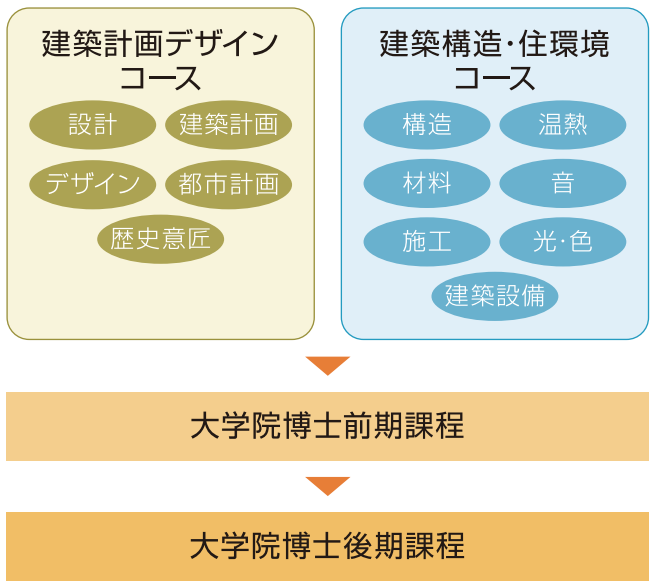 建築計画デザイン
コース
設計
建築計画
デザイン
都市計画
歴史意匠
建築構造・住環境
コース
構造
温熱
材料
音
施工
光・色
建築設備
大学院博士前期課程
大学院博士後期課程